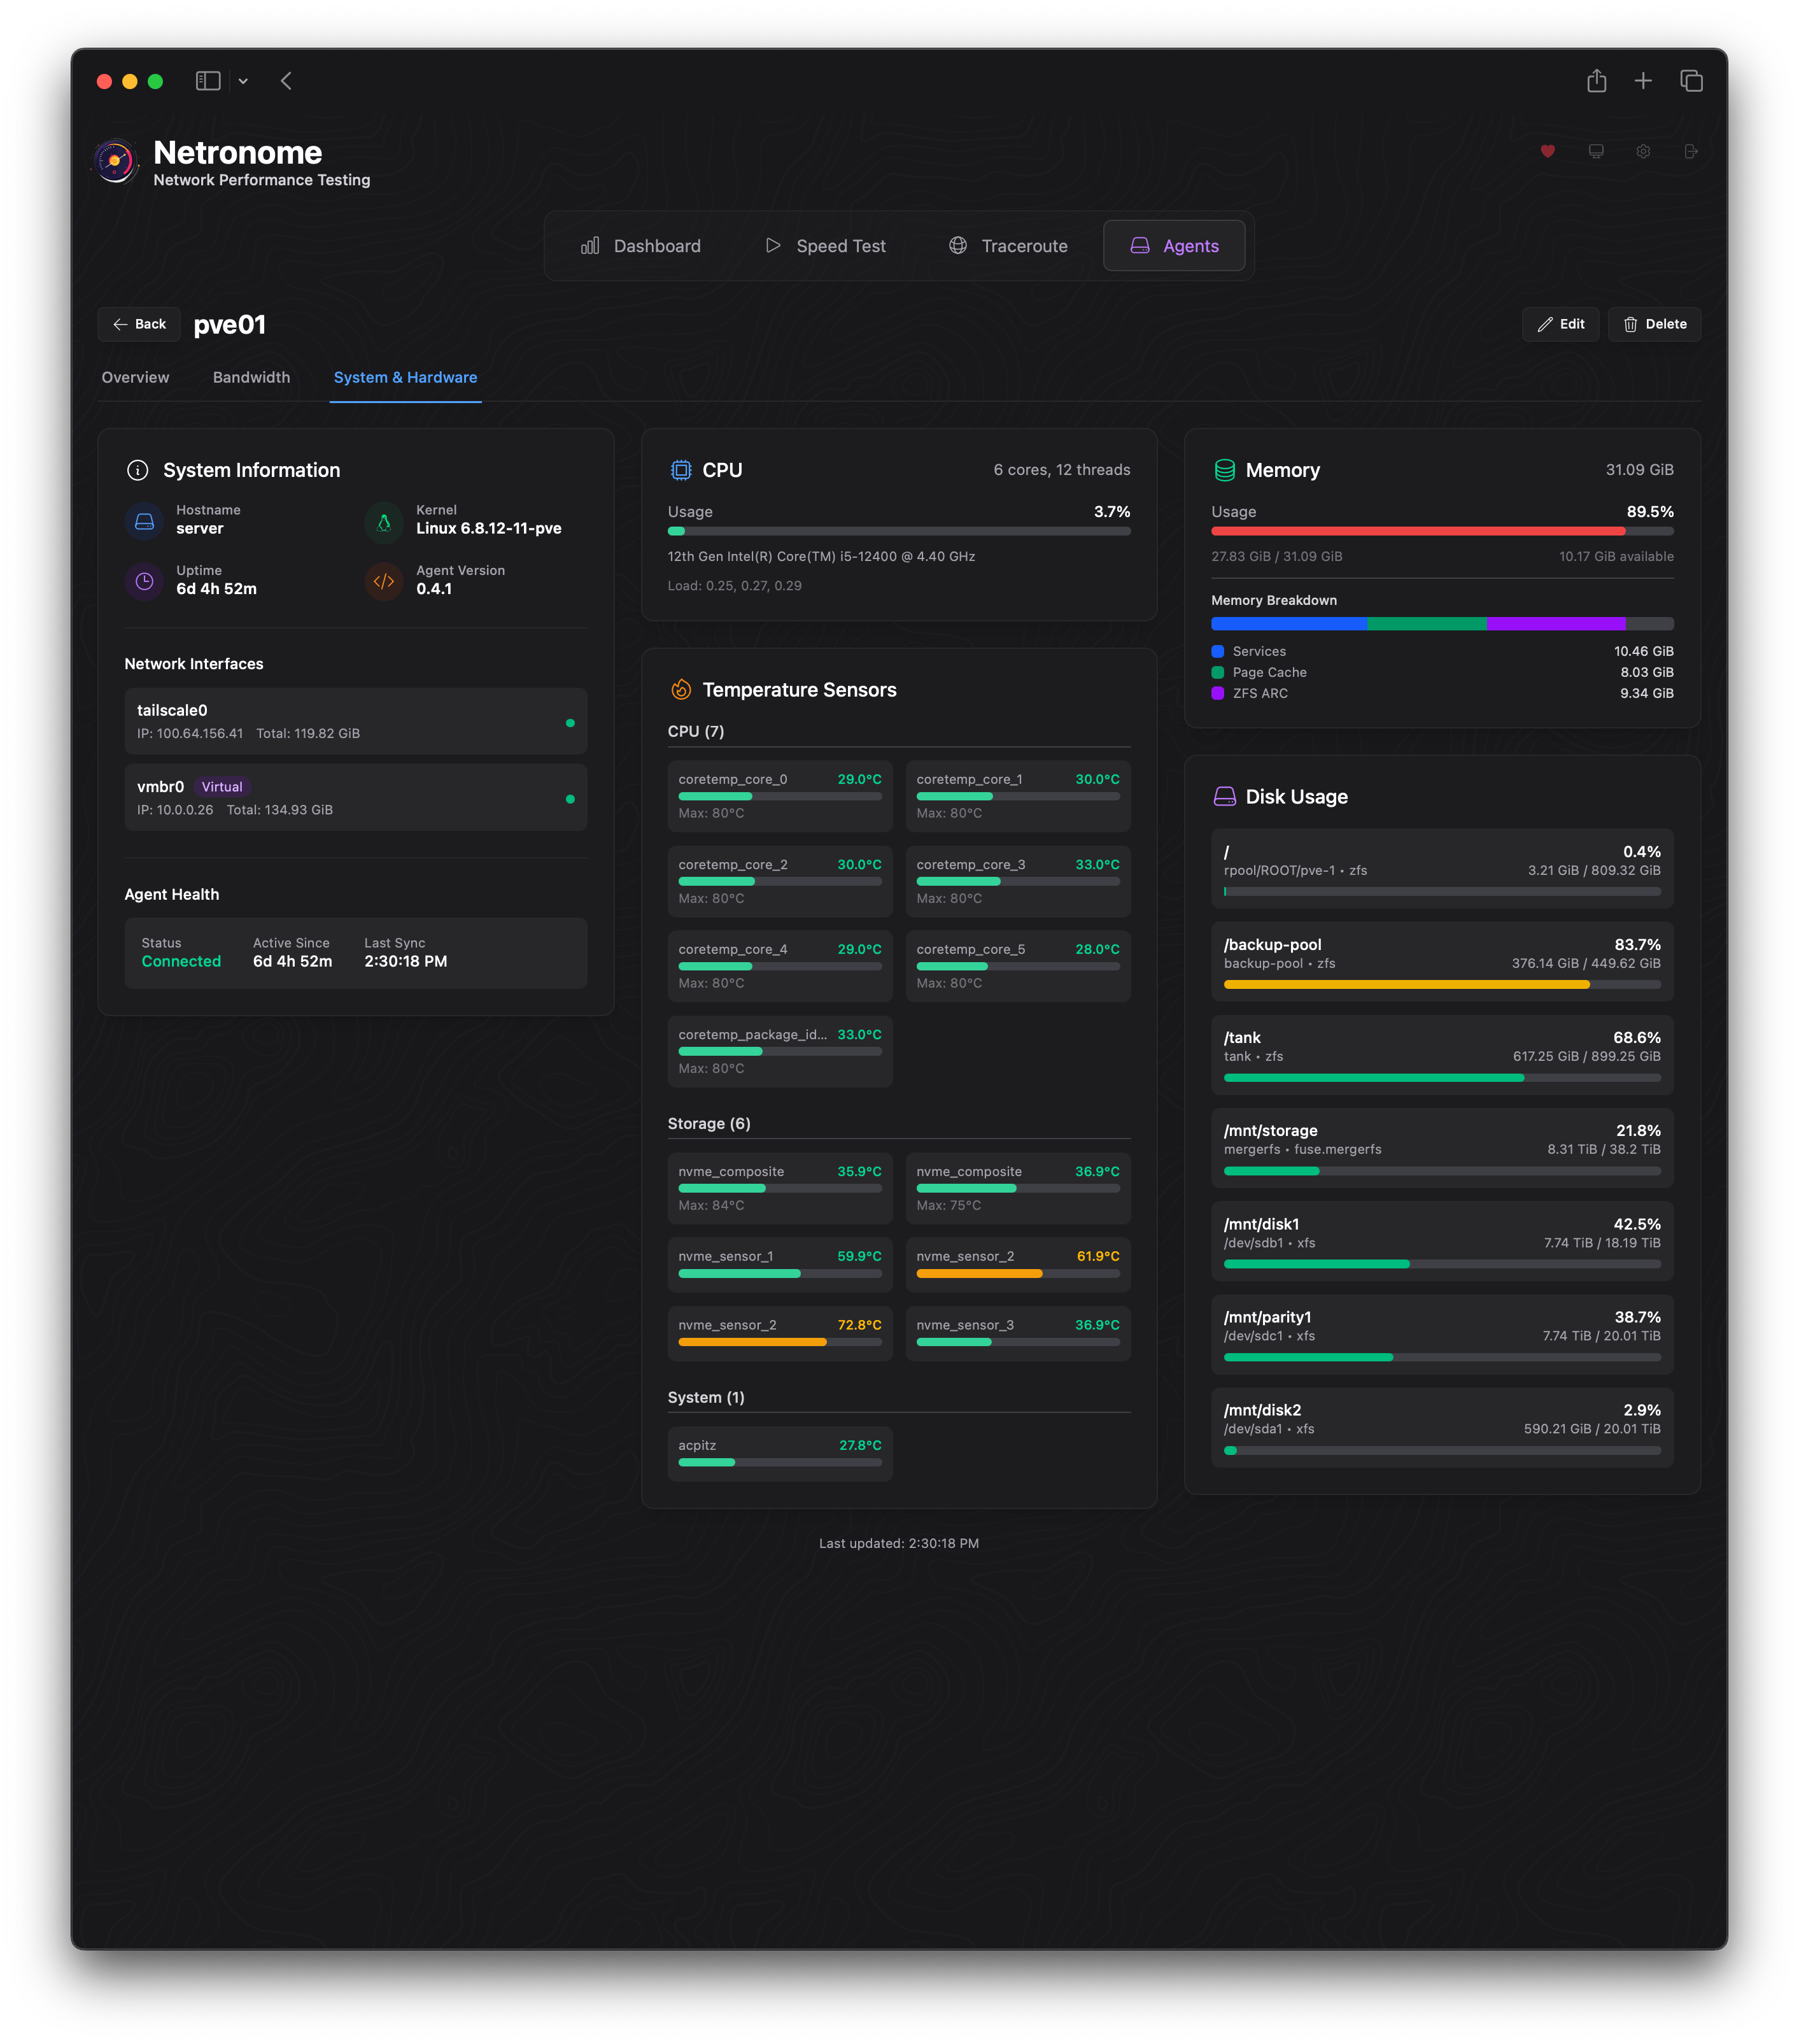 Netronome
Network Performance Testing
Dashboard
Speed Test
Traceroute
Agents
Back
pve01
Edit
Delete
Overview
Bandwidth
System & Hardware
System Information
Hostname
server
Kernel
Linux 6.8.12-11-pve
Uptime
6d 4h 52m
Agent Version
0.4.1
Network Interfaces
tailscale0
IP: 100.64.156.41 Total: 119.82 GiB
vmbr0 Virtual
IP: 10.0.0.26 Total: 134.93 GiB
Agent Health
Status
Connected
Active Since
6d 4h 52m
Last Sync
2:30:18 PM
CPU
6 cores, 12 threads
Usage 3.7%
12th Gen Intel(R) Core(TM) i5-12400 @ 4.40 GHz
Load: 0.25, 0.27, 0.29
Temperature Sensors
CPU (7)
coretemp_core_0 29.0°C
Max: 80°C
coretemp_core_1 30.0°C
Max: 80°C
coretemp_core_2 30.0°C
Max: 80°C
coretemp_core_3 33.0°C
Max: 80°C
coretemp_core_4 29.0°C
Max: 80°C
coretemp_core_5 28.0°C
Max: 80°C
coretemp_package_id... 33.0°C
Max: 80°C
Storage (6)
nvme_composite 35.9°C
Max: 84°C
nvme_composite 36.9°C
Max: 75°C
nvme_sensor_1 59.9°C
nvme_sensor_2 61.9°C
nvme_sensor_2 72.8°C
nvme_sensor_3 36.9°C
System (1)
acpitz 27.8°C
Memory
31.09 GiB
Usage 89.5%
27.83 GiB / 31.09 GiB 10.17 GiB available
Memory Breakdown
Services 10.46 GiB
Page Cache 8.03 GiB
ZFS ARC 9.34 GiB
Disk Usage
/ 0.4%
rpool/ROOT/pve-1 • zfs 3.21 GiB / 809.32 GiB
/backup-pool 83.7%
backup-pool • zfs 376.14 GiB / 449.62 GiB
/tank 68.6%
tank • zfs 617.25 GiB / 899.25 GiB
/mnt/storage 21.8%
mergerfs • fuse.mergerfs 8.31 TiB / 38.2 TiB
/mnt/disk1 42.5%
/dev/sdb1 • xfs 7.74 TiB / 18.19 TiB
/mnt/parity1 38.7%
/dev/sdc1 • xfs 7.74 TiB / 20.01 TiB
/mnt/disk2 2.9%
/dev/sda1 • xfs 590.21 GiB / 20.01 TiB
Last updated: 2:30:18 PM